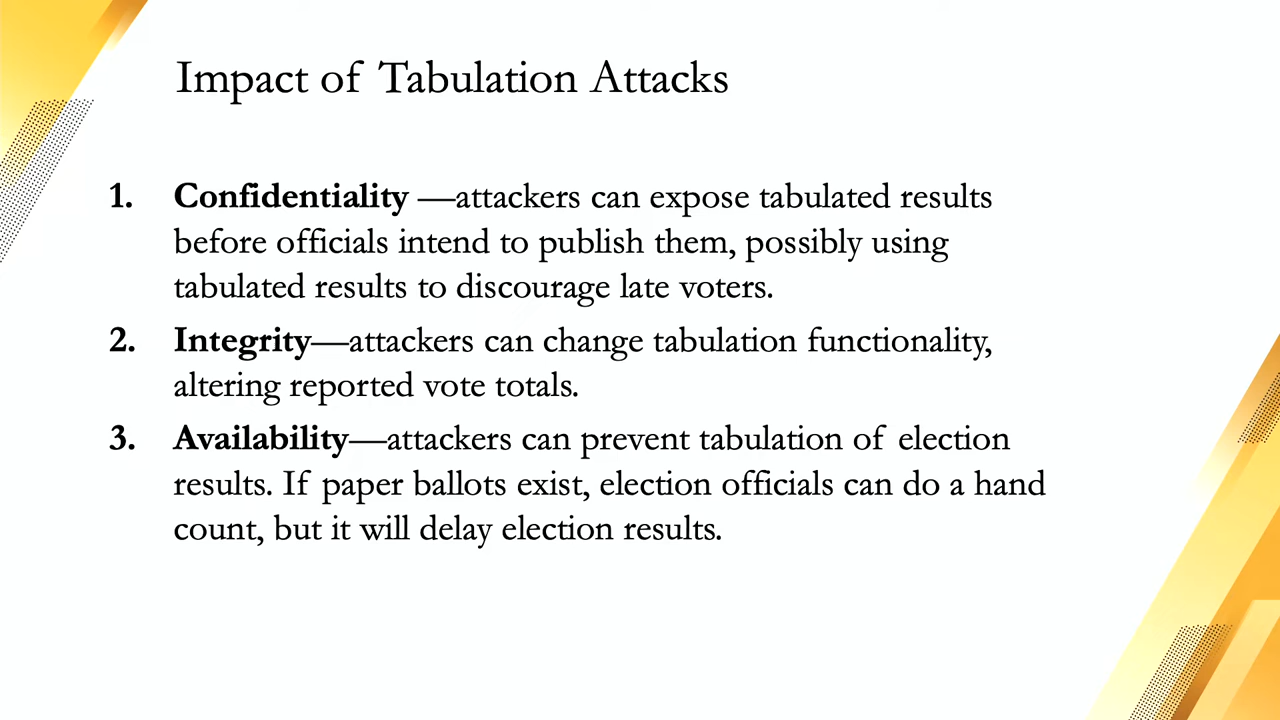 Impact of Tabulation Attacks
1. Confidentiality —attackers can expose tabulated results
before officials intend to publish them, possibly using
tabulated results to discourage late voters.
2. Integrity—attackers can change tabulation functionality,
altering reported vote totals.
3. Availability—attackers can prevent tabulation of election
results. If paper ballots exist, election officials can do a hand
count, but it will delay election results.